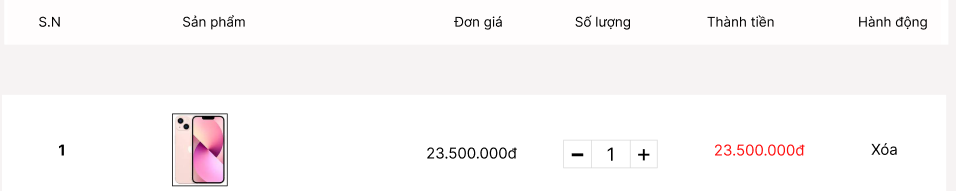 S.N Sản phẩm Đơn giá Số lượng Thành tiền Hành động
1 23.500.000đ − 1 + 23.500.000đ Xóa